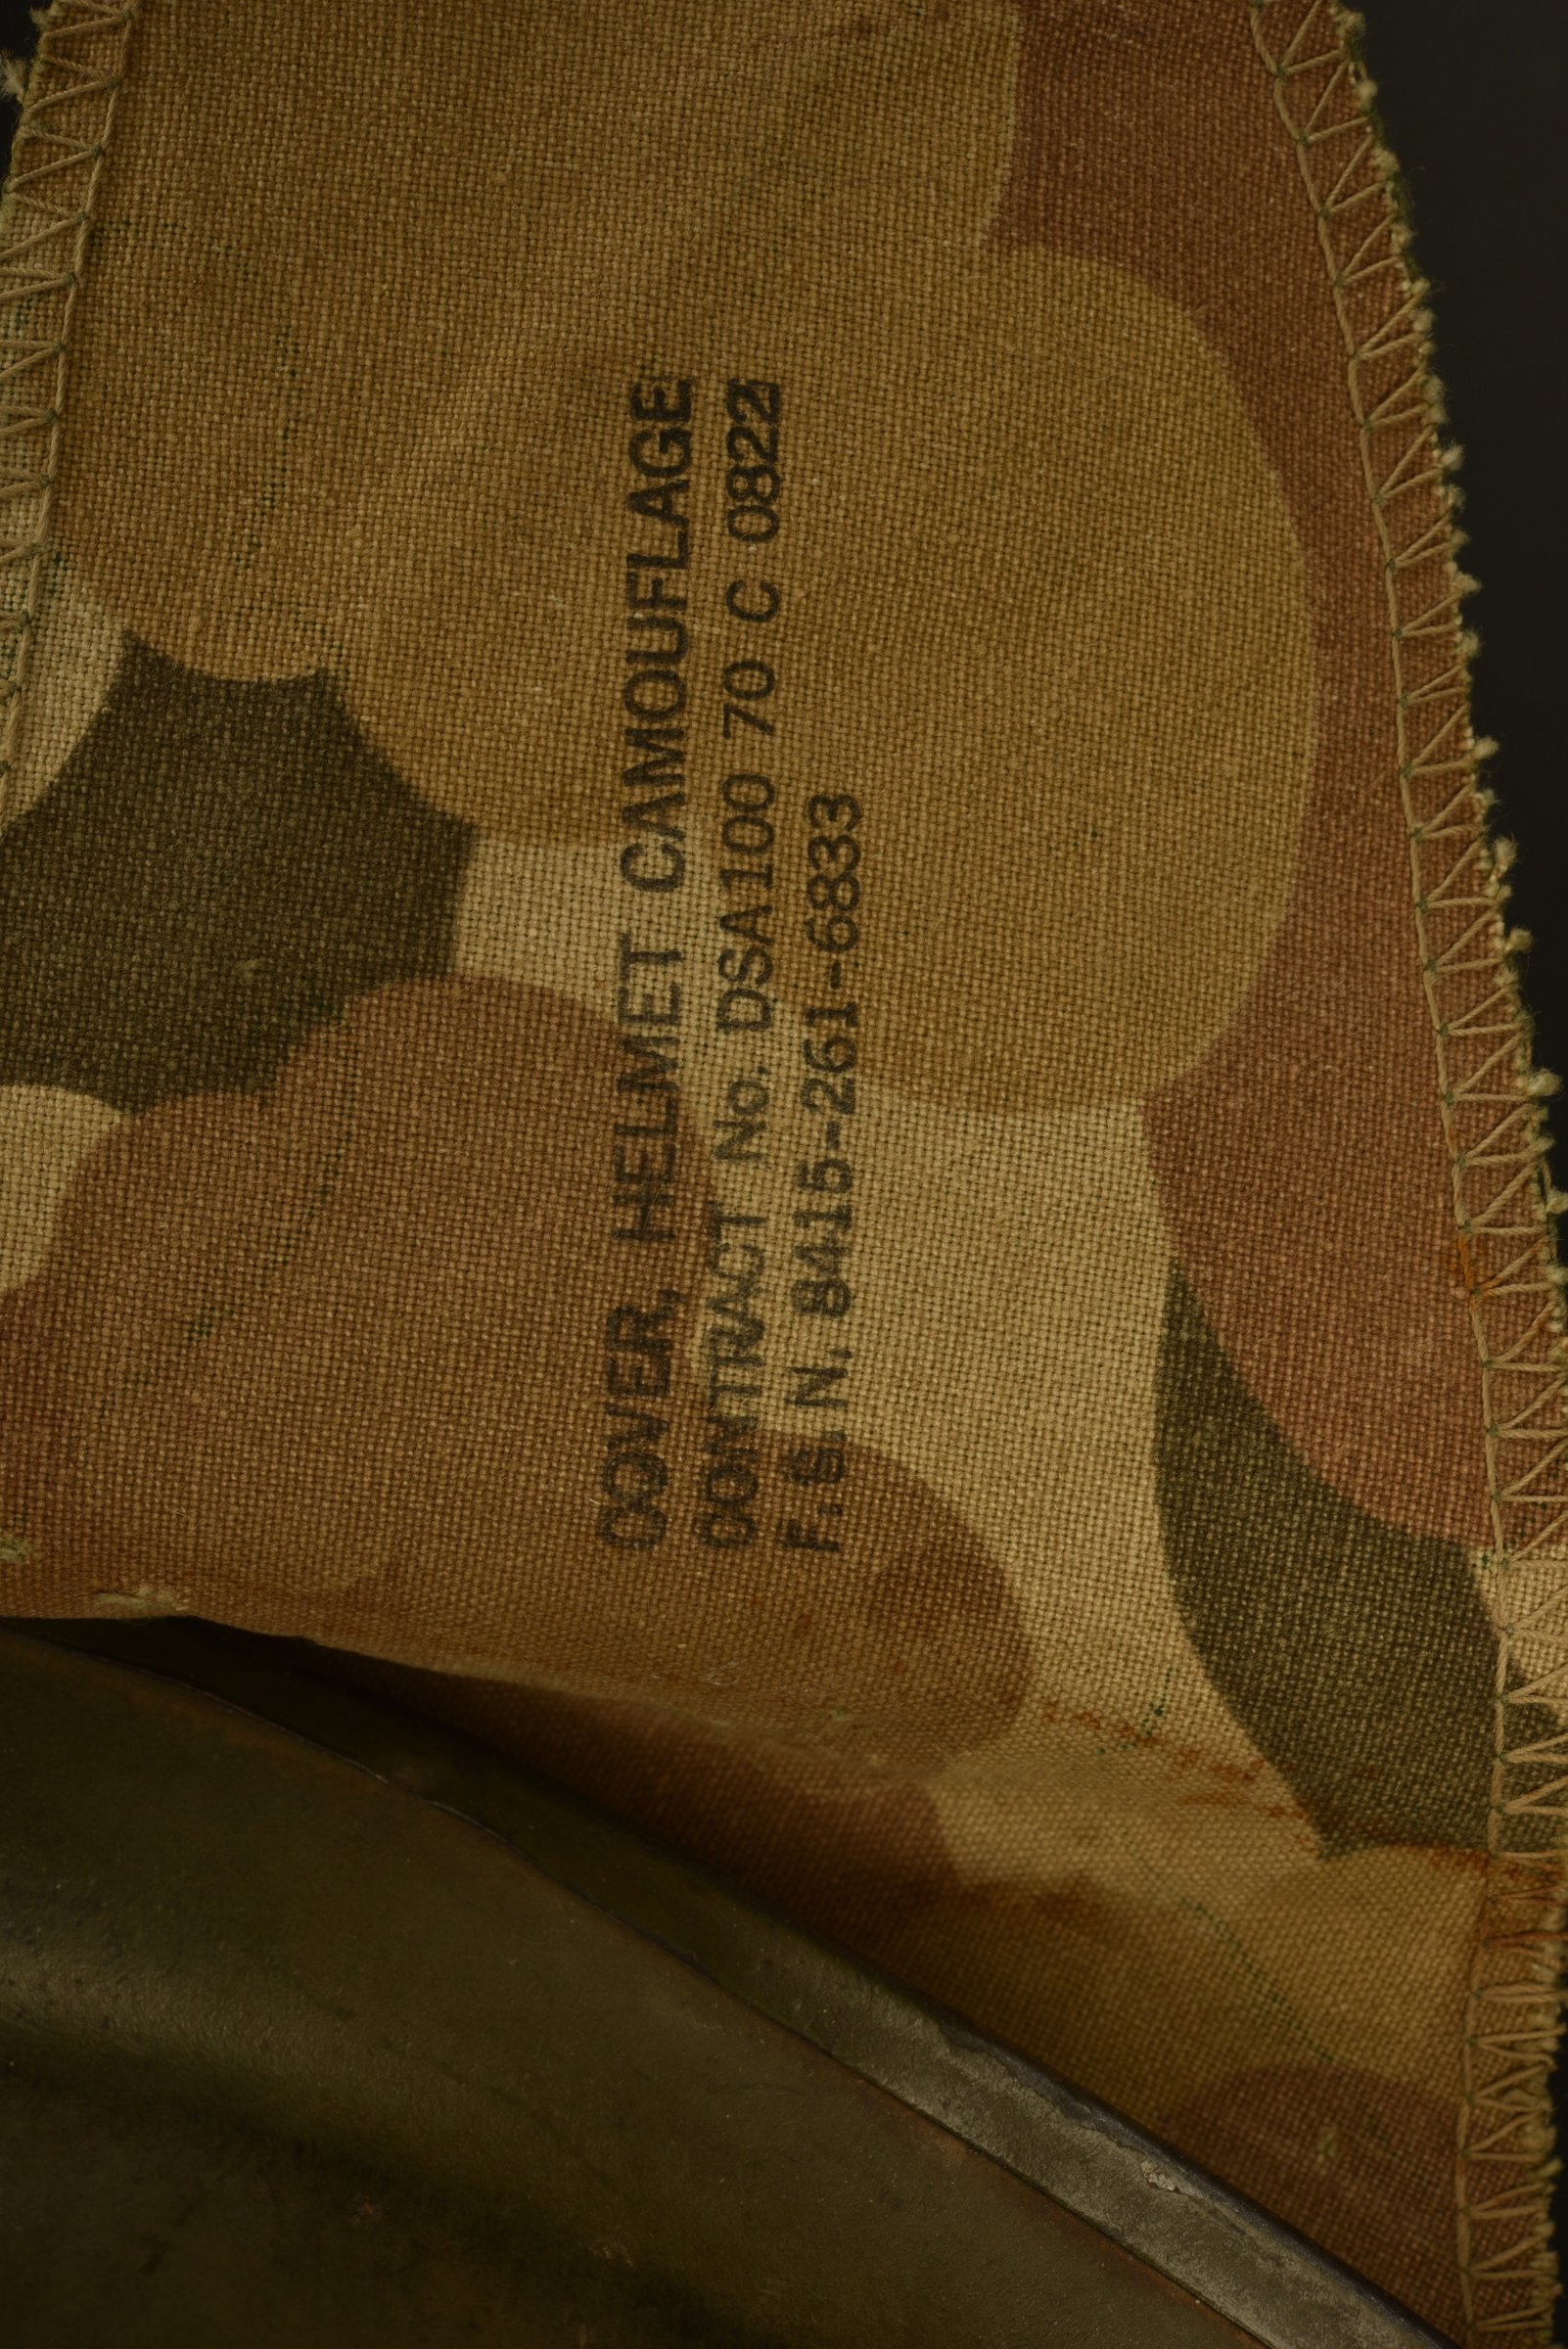 COVER, HELMET CAMOUFLAGE
CONTRACT No. DSA100 70 C 0822
F.S.N. 8415-261-6833